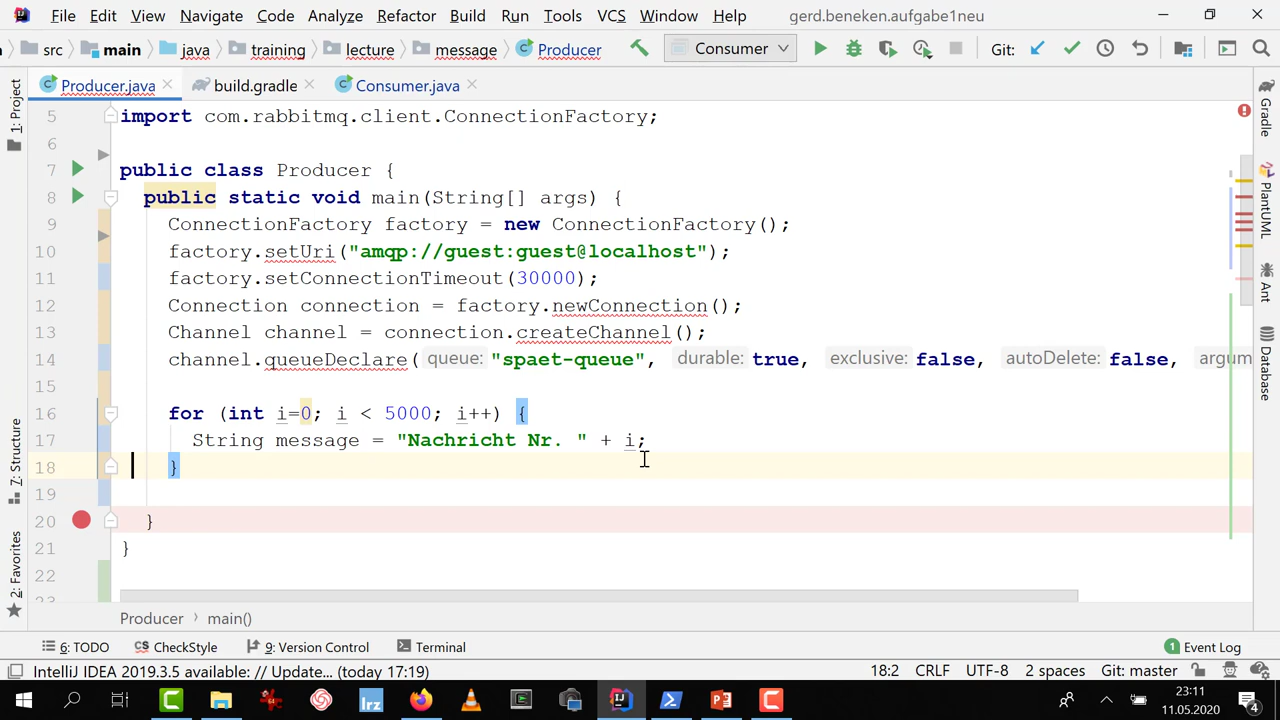 File Edit View Navigate Code Analyze Refactor Build Run Tools VCS Window Help gerd.beneken.aufgabe1neu
src main java training lecture message Producer Consumer Git:
Producer.java build.gradle Consumer.java
1: Project
7: Structure
2: Favorites
5 import com.rabbitmq.client.ConnectionFactory;
6
7 public class Producer {
8 public static void main(String[] args) {
9 ConnectionFactory factory = new ConnectionFactory();
10 factory.setUri("amqp://guest:guest@localhost");
11 factory.setConnectionTimeout(30000);
12 Connection connection = factory.newConnection();
13 Channel channel = connection.createChannel();
14 channel.queueDeclare( queue: "spaet-queue", durable: true, exclusive: false, autoDelete: false, argum
15
16 for (int i=0; i < 5000; i++) {
17 String message = "Nachricht Nr. " + i;
18 }
19
20 }
21 }
22
23
Gradle
PlantUML
Ant
Database
Producer › main()
6: TODO CheckStyle 9: Version Control Terminal 1 Event Log
IntelliJ IDEA 2019.3.5 available: // Update... (today 17:19) 18:2 CRLF UTF-8 2 spaces Git: master
lrz
23:11
11.05.2020
4